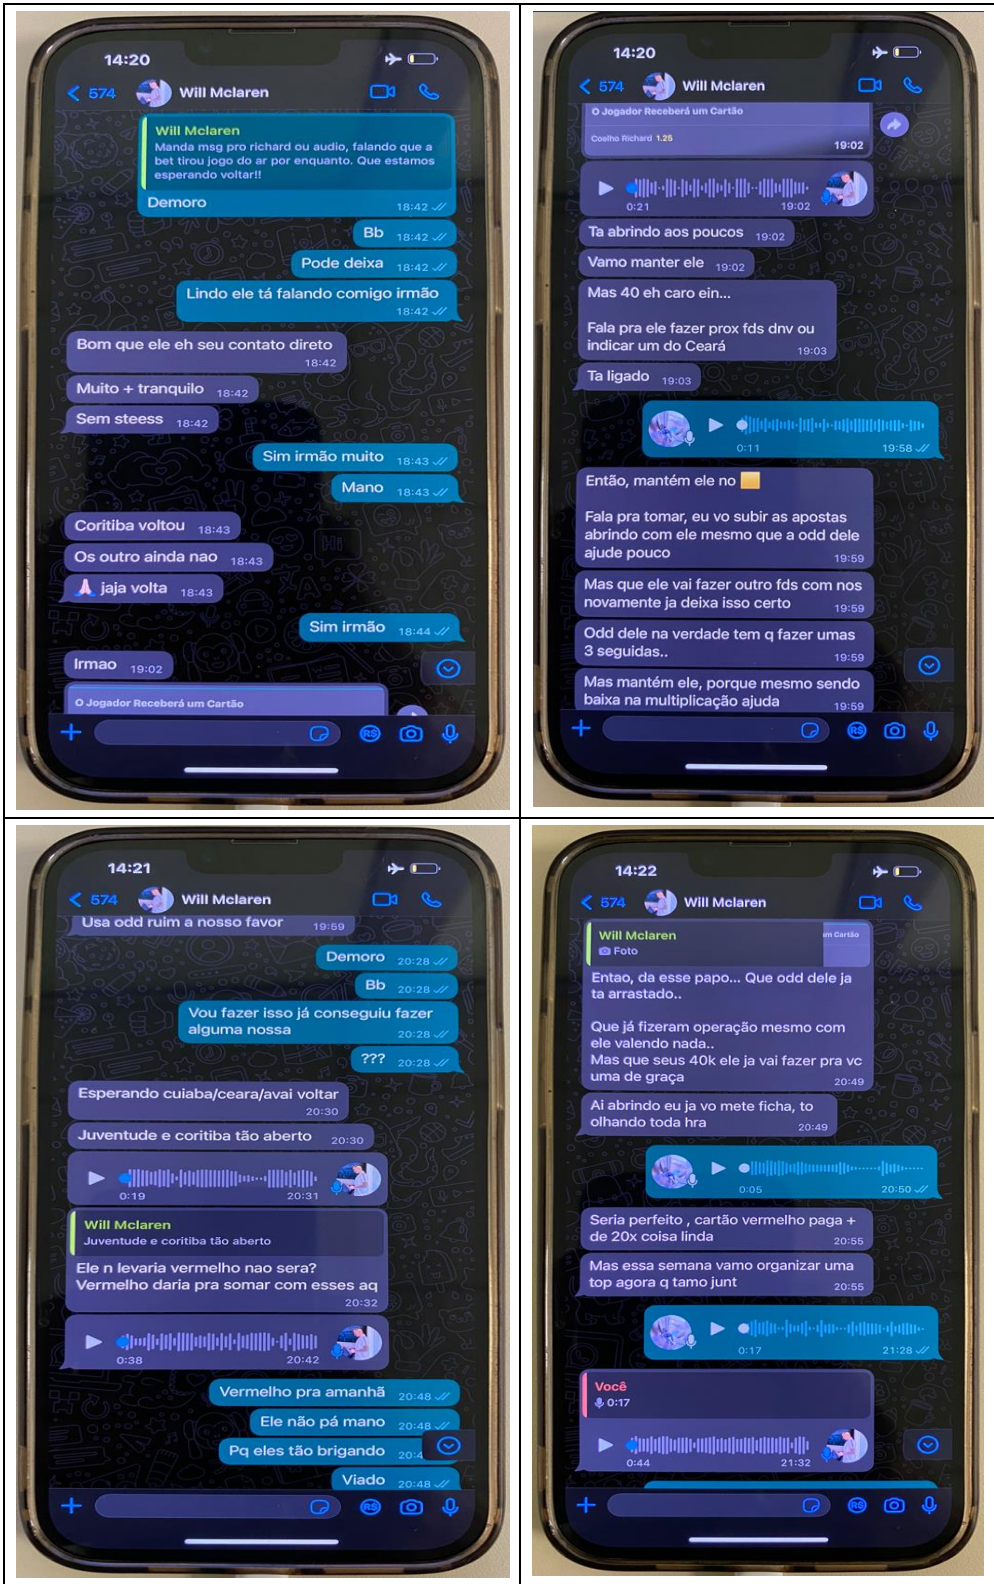 14:20
574 Will Mclaren
Will Mclaren
Manda msg pro richard ou audio, falando que a
bet tirou jogo do ar por enquanto. Que estamos
esperando voltar!!
Demoro 18:42
Bb 18:42
Pode deixa 18:42
Lindo ele tá falando comigo irmão
18:42
Bom que ele eh seu contato direto
18:42
Muito + tranquilo 18:42
Sem steess 18:42
Sim irmão muito 18:43
Mano 18:43
Coritiba voltou 18:43
Os outro ainda nao 18:43
🙏 jaja volta 18:43
Sim irmão 18:44
Irmao 19:02
O Jogador Receberá um Cartão
R$
14:20
574 Will Mclaren
O Jogador Receberá um Cartão
Coelho Richard 1.25
19:02
0:21 19:02
Ta abrindo aos poucos 19:02
Vamo manter ele 19:02
Mas 40 eh caro ein...
Fala pra ele fazer prox fds dnv ou
indicar um do Ceará 19:03
Ta ligado 19:03
0:11 19:58
Então, mantém ele no 🟨
Fala pra tomar, eu vo subir as apostas
abrindo com ele mesmo que a odd dele
ajude pouco 19:59
Mas que ele vai fazer outro fds com nos
novamente ja deixa isso certo 19:59
Odd dele na verdade tem q fazer umas
3 seguidas.. 19:59
Mas mantém ele, porque mesmo sendo
baixa na multiplicação ajuda 19:59
R$
14:21
574 Will Mclaren
Usa odd ruim a nosso favor 19:59
Demoro 20:28
Bb 20:28
Vou fazer isso já conseguiu fazer
alguma nossa 20:28
??? 20:28
Esperando cuiaba/ceara/avai voltar
20:30
Juventude e coritiba tão aberto 20:30
0:19 20:31
Will Mclaren
Juventude e coritiba tão aberto
Ele n levaria vermelho nao sera?
Vermelho daria pra somar com esses aq
20:32
0:38 20:42
Vermelho pra amanhã 20:48
Ele não pá mano 20:48
Pq eles tão brigando 20:4
Viado 20:48
R$
14:22
574 Will Mclaren
Will Mclaren
Foto
m Cartão
Entao, da esse papo... Que odd dele ja
ta arrastado..
Que já fizeram operação mesmo com
ele valendo nada..
Mas que seus 40k ele ja vai fazer pra vc
uma de graça 20:49
Ai abrindo eu ja vo mete ficha, to
olhando toda hra 20:49
0:05 20:50
Seria perfeito , cartão vermelho paga +
de 20x coisa linda 20:55
Mas essa semana vamo organizar uma
top agora q tamo junt 20:55
0:17 21:28
Você
0:17
0:44 21:32
R$